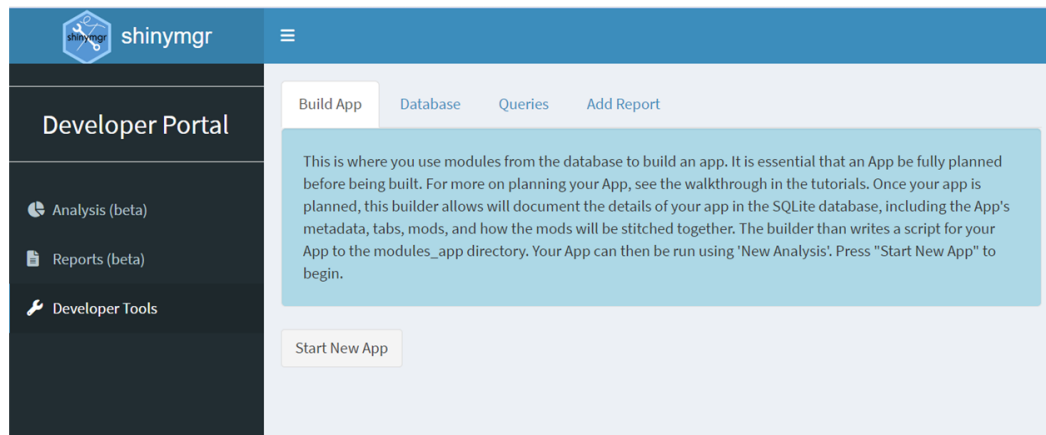 shinymgr
shinymgr
Developer Portal
Analysis (beta)
Reports (beta)
Developer Tools
Build App
Database
Queries
Add Report
This is where you use modules from the database to build an app. It is essential that an App be fully planned
before being built. For more on planning your App, see the walkthrough in the tutorials. Once your app is
planned, this builder allows will document the details of your app in the SQLite database, including the App's
metadata, tabs, mods, and how the mods will be stitched together. The builder than writes a script for your
App to the modules_app directory. Your App can then be run using 'New Analysis'. Press "Start New App" to
begin.
Start New App